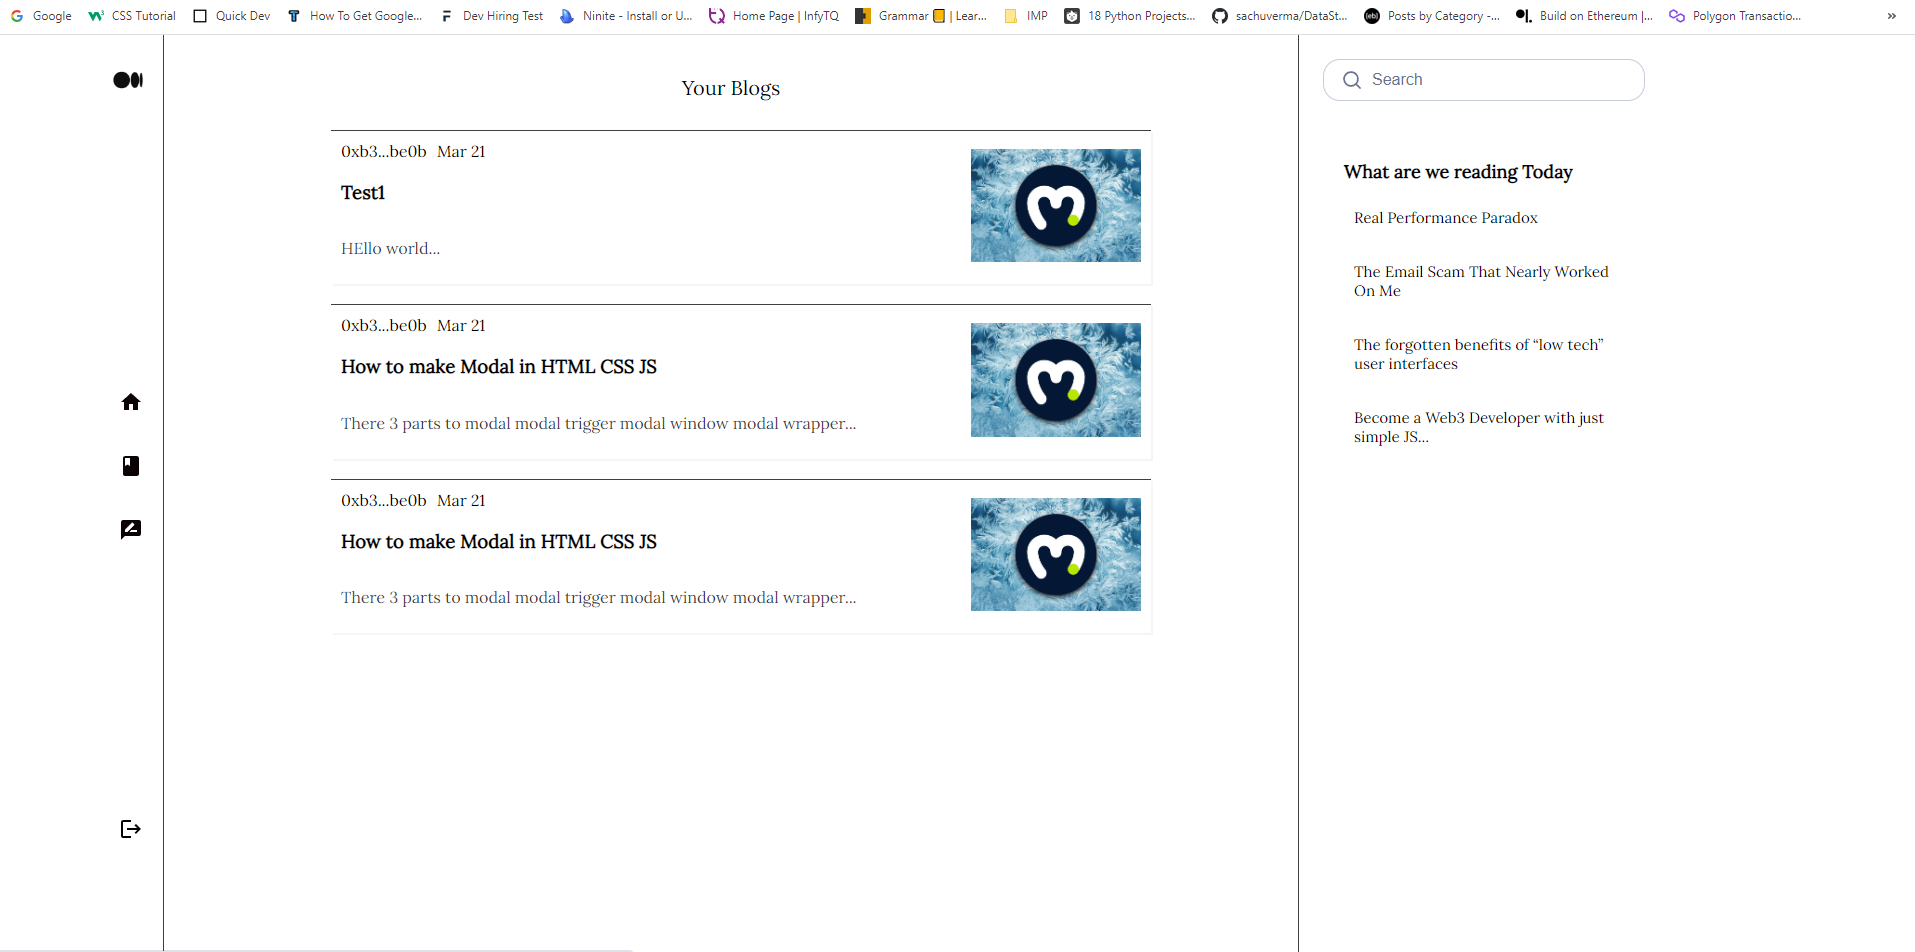 Google CSS Tutorial Quick Dev How To Get Google... Dev Hiring Test Ninite - Install or U... Home Page | InfyTQ Grammar | Lear... IMP 18 Python Projects... sachuverma/DataSt... Posts by Category -... Build on Ethereum |... Polygon Transactio... »
Search
Your Blogs
0xb3...be0b Mar 21
Test1
HEllo world...
0xb3...be0b Mar 21
How to make Modal in HTML CSS JS
There 3 parts to modal modal trigger modal window modal wrapper...
0xb3...be0b Mar 21
How to make Modal in HTML CSS JS
There 3 parts to modal modal trigger modal window modal wrapper...
What are we reading Today
Real Performance Paradox
The Email Scam That Nearly Worked
On Me
The forgotten benefits of “low tech”
user interfaces
Become a Web3 Developer with just
simple JS...